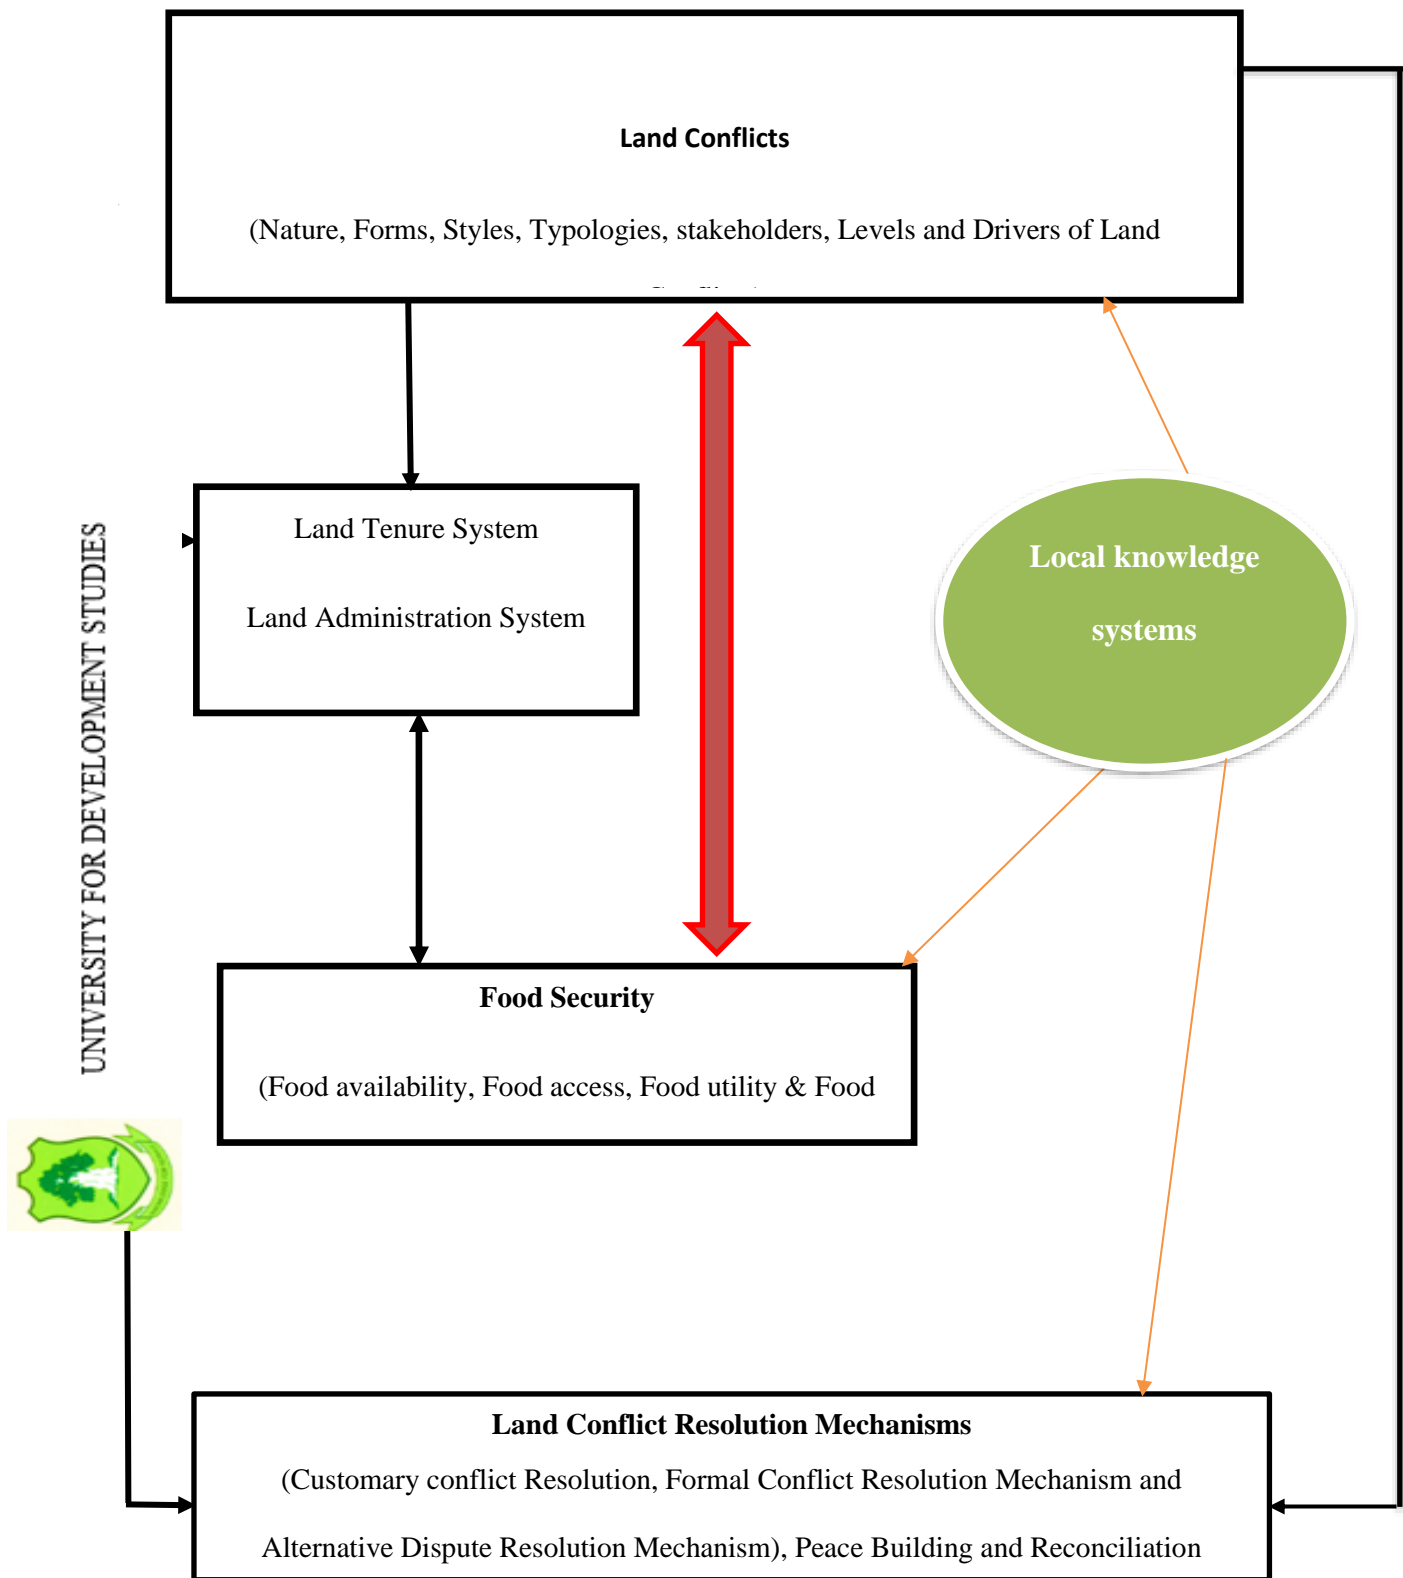 Land Conflicts
(Nature, Forms, Styles, Typologies, stakeholders, Levels and Drivers of Land
Land Tenure System
Land Administration System
Local knowledge
systems
UNIVERSITY FOR DEVELOPMENT STUDIES
Food Security
(Food availability, Food access, Food utility & Food
Land Conflict Resolution Mechanisms
(Customary conflict Resolution, Formal Conflict Resolution Mechanism and
Alternative Dispute Resolution Mechanism), Peace Building and Reconciliation